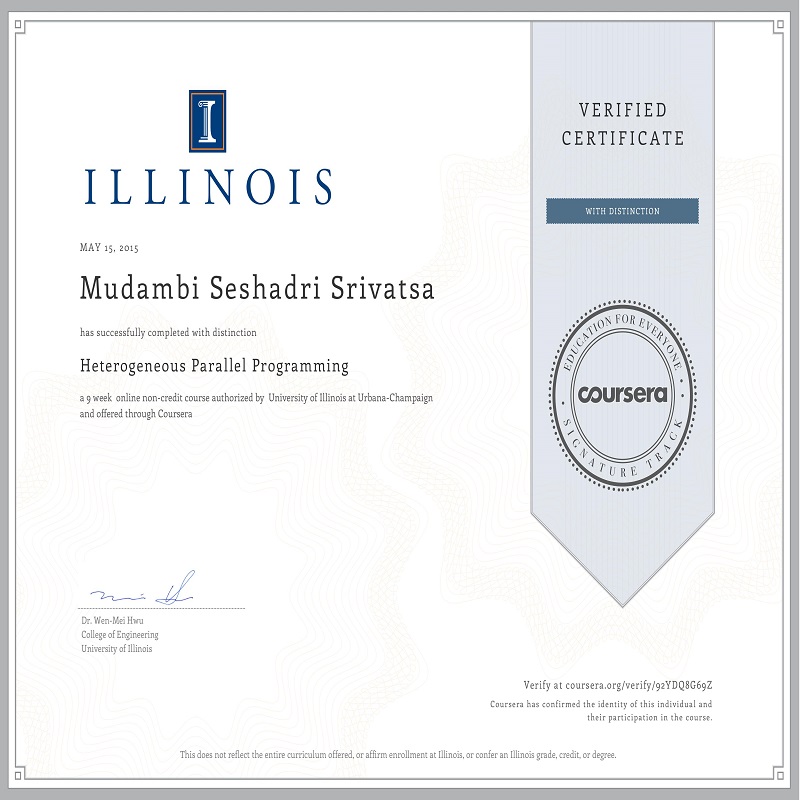 I
ILLINOIS
MAY 15, 2015
Mudambi Seshadri Srivatsa
has successfully completed with distinction
Heterogeneous Parallel Programming
a 9 week online non-credit course authorized by University of Illinois at Urbana-Champaign
and offered through Coursera
Dr. Wen-Mei Hwu
College of Engineering
University of Illinois
VERIFIED
CERTIFICATE
WITH DISTINCTION
EDUCATION FOR EVERYONE
coursera
SIGNATURE TRACK
Verify at coursera.org/verify/92YDQ8G69Z
Coursera has confirmed the identity of this individual and
their participation in the course.
This does not reflect the entire curriculum offered, or affirm enrollment at Illinois, or confer an Illinois grade, credit, or degree.